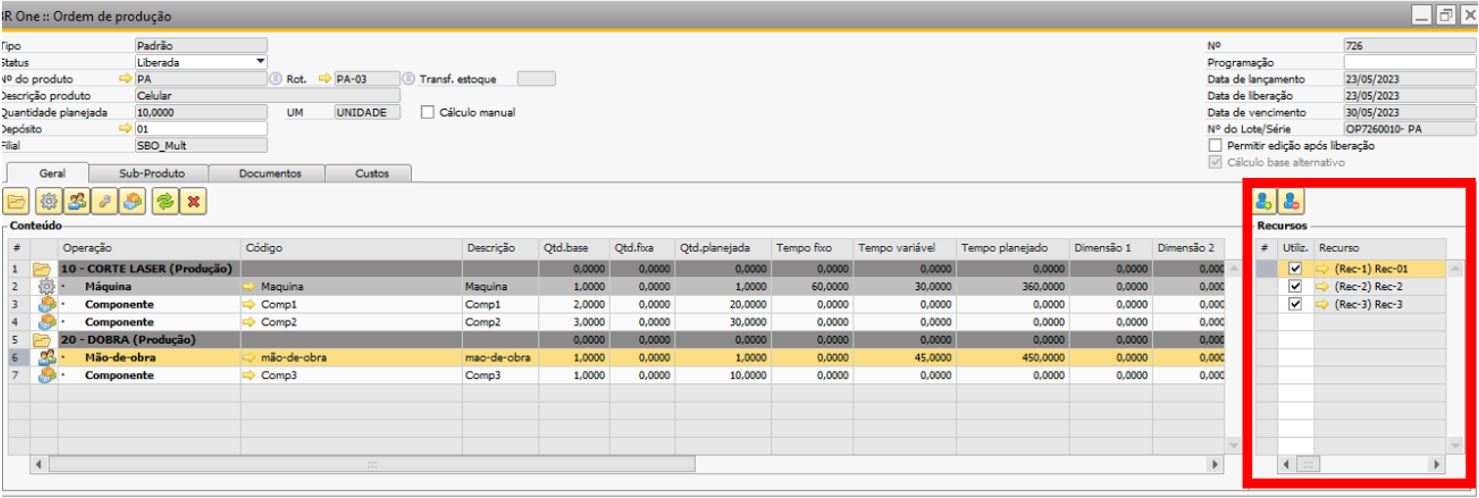 BR One :: Ordem de produção
Tipo Padrão Nº 726
Status Liberada Programação
Nº do produto PA Rot. PA-03 Transf. estoque Data de lançamento 23/05/2023
Descrição produto Celular Data de liberação 23/05/2023
Quantidade planejada 10,0000 UM UNIDADE Cálculo manual Data de vencimento 30/05/2023
Depósito 01 Nº do Lote/Série OP7260010- PA
Filial SBO_Mult Permitir edição após liberação
Cálculo base alternativo
Geral Sub-Produto Documentos Custos
Conteúdo Recursos
# Operação Código Descrição Qtd.base Qtd.fixa Qtd.planejada Tempo fixo Tempo variável Tempo planejado Dimensão 1 Dimensão 2 # Utiliz. Recurso
1 10 - CORTE LASER (Produção) 0,0000 0,0000 0,0000 0,0000 0,0000 0,0000 0,0000 0,000 (Rec-1) Rec-01
2 · Máquina Maquina Maquina 1,0000 0,0000 1,0000 60,0000 30,0000 360,0000 0,0000 0,000 (Rec-2) Rec-2
3 · Componente Comp1 Comp1 2,0000 0,0000 20,0000 0,0000 0,0000 0,0000 0,0000 0,000 (Rec-3) Rec-3
4 · Componente Comp2 Comp2 3,0000 0,0000 30,0000 0,0000 0,0000 0,0000 0,0000 0,000
5 20 - DOBRA (Produção) 0,0000 0,0000 0,0000 0,0000 0,0000 0,0000 0,0000 0,000
6 · Mão-de-obra mão-de-obra mao-de-obra 1,0000 0,0000 1,0000 0,0000 45,0000 450,0000 0,0000 0,000
7 · Componente Comp3 Comp3 1,0000 0,0000 10,0000 0,0000 0,0000 0,0000 0,0000 0,000